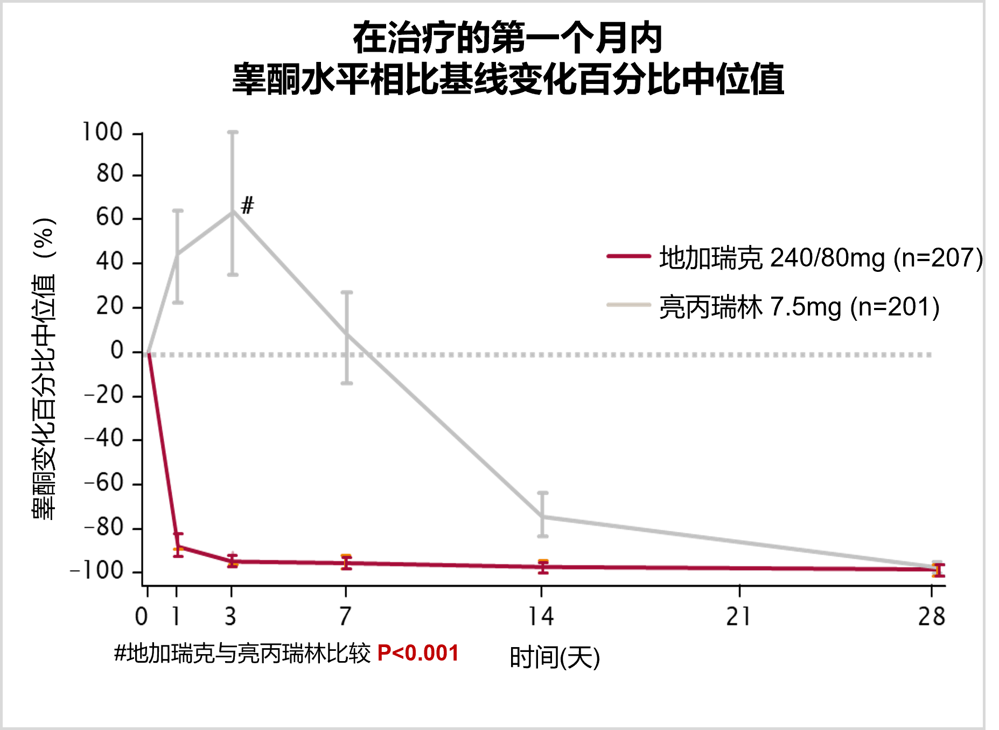 在治疗的第一个月内
睾酮水平相比基线变化百分比中位值
睾酮变化百分比中位值（%）
100
80
60
40
20
0
-20
-40
-60
-80
-100
#
地加瑞克 240/80mg (n=207)
亮丙瑞林 7.5mg (n=201)
0 1 3 7 14 21 28
#地加瑞克与亮丙瑞林比较 P<0.001
时间(天)